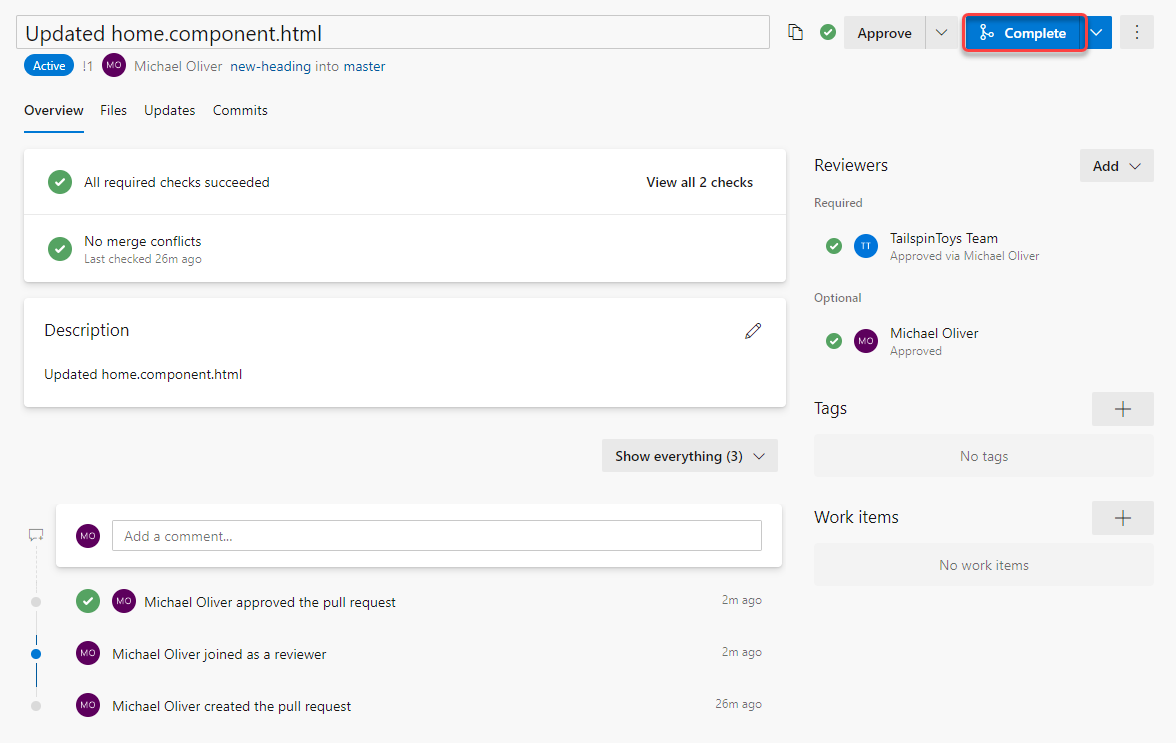 Updated home.component.html
Approve
Complete
Active !1 MO Michael Oliver new-heading into master
Overview Files Updates Commits
All required checks succeeded
View all 2 checks
No merge conflicts
Last checked 26m ago
Description
Updated home.component.html
Show everything (3)
MO Add a comment...
MO Michael Oliver approved the pull request 2m ago
MO Michael Oliver joined as a reviewer 2m ago
MO Michael Oliver created the pull request 26m ago
Reviewers
Add
Required
TT TailspinToys Team
Approved via Michael Oliver
Optional
MO Michael Oliver
Approved
Tags
No tags
Work items
No work items